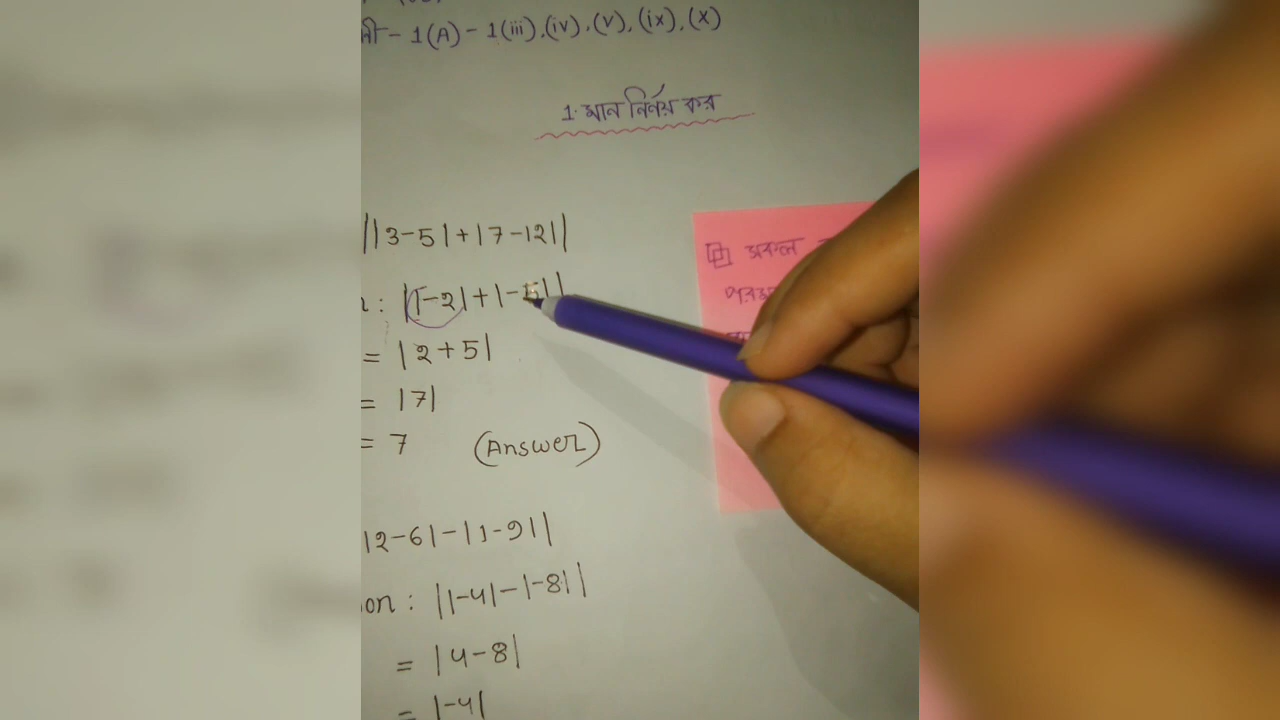 - 1(A) - 1(iii).(iv).(v).(ix).(x)
1. মান নির্ণয় কর
||3-5|+|7-12||
: ||-2|+|-5||
= |2+5|
= |7|
= 7 (Answer)
|2-6|-|1-9||
on: ||-4|-|-8||
= |4-8|
= |-4|
সকল